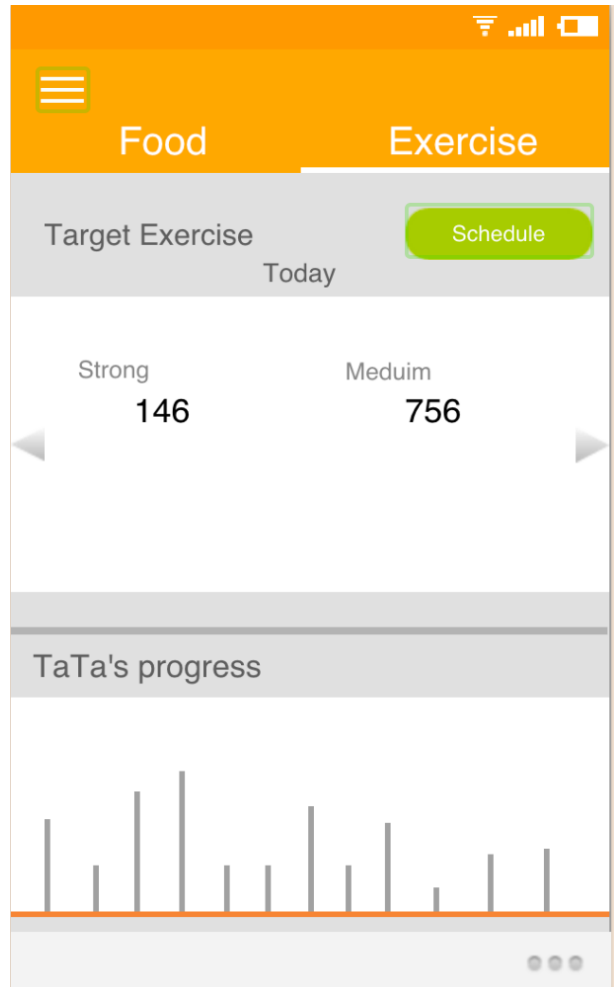 Food Exercise
Target Exercise Schedule
Today
Strong Meduim
146 756
TaTa's progress